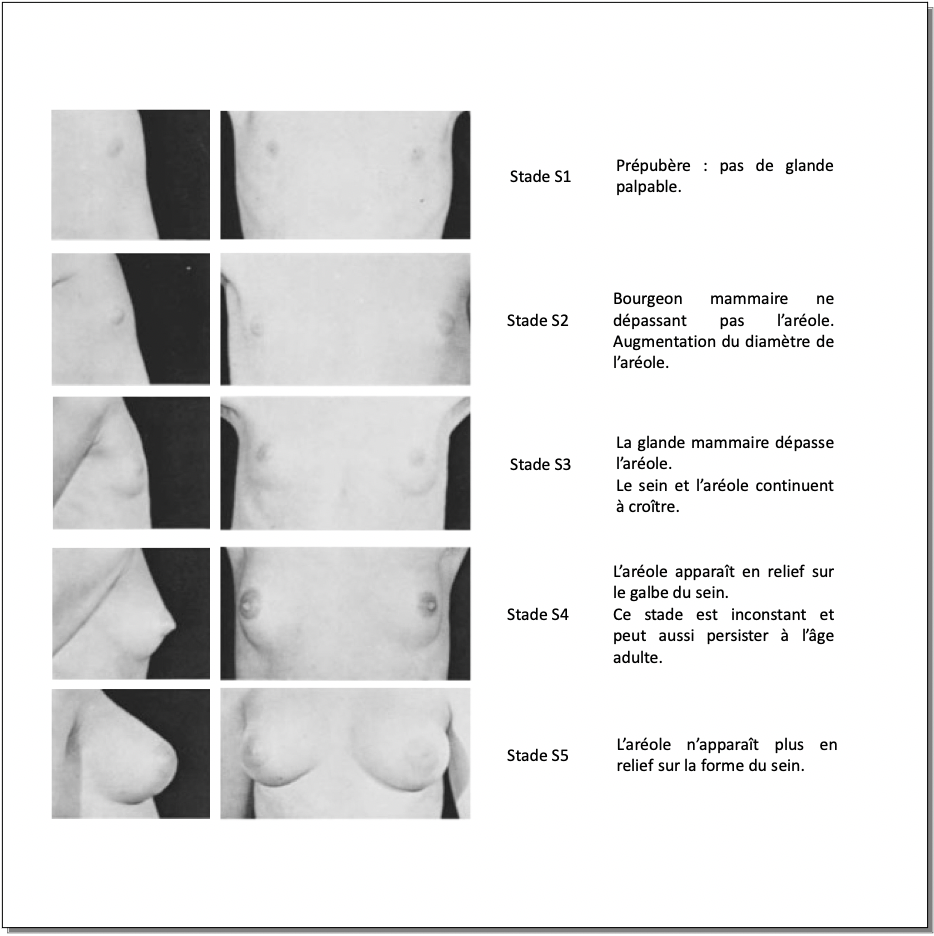 Stade S1
Prépubère : pas de glande
palpable.
Stade S2
Bourgeon mammaire ne
dépassant pas l’aréole.
Augmentation du diamètre de
l’aréole.
Stade S3
La glande mammaire dépasse
l’aréole.
Le sein et l’aréole continuent
à croître.
Stade S4
L’aréole apparaît en relief sur
le galbe du sein.
Ce stade est inconstant et
peut aussi persister à l’âge
adulte.
Stade S5
L’aréole n’apparaît plus en
relief sur la forme du sein.